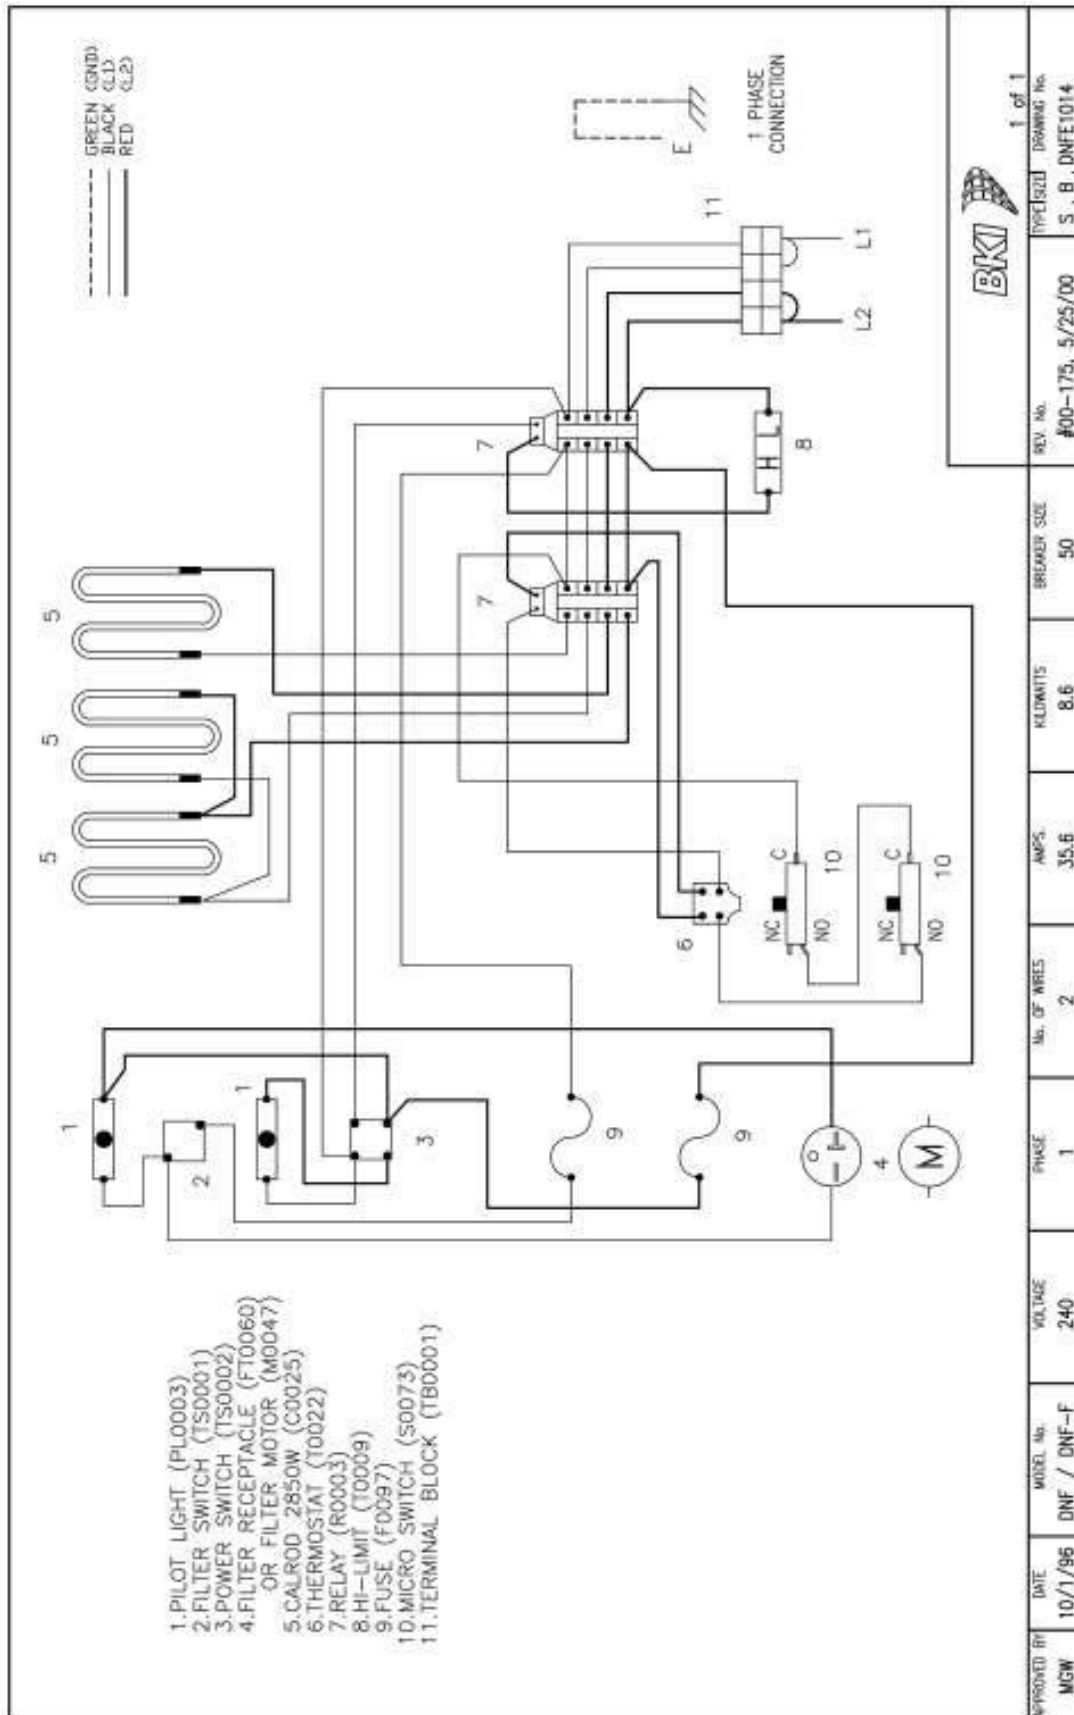 GREEN (GND)
BLACK (L1)
RED (L2)
5
5
5
1
2
1
3
9
9
4
M
6
7
7
NC
C
NO
10
NC
C
NO
10
H L
8
11
L2
L1
E
1 PHASE
CONNECTION
1.PILOT LIGHT (PL0003)
2.FILTER SWITCH (TS0001)
3.POWER SWITCH (TS0002)
4.FILTER RECEPTACLE (FT0060)
OR FILTER MOTOR (M0047)
5.CALROD 2850W (C0025)
6.THERMOSTAT (T0022)
7.RELAY (R0003)
8.HI-LIMIT (T0009)
9.FUSE (F0097)
10.MICRO SWITCH (S0073)
11.TERMINAL BLOCK (TB0001)
BKI
1 of 1
APPROVED BY DATE MODEL No. VOLTAGE PHASE No. OF WIRES AMPS. KILOWATTS BREAKER SIZE REV. No. TYPE SIZE DRAWING No.
MGW 10/1/96 DNF / DNF-F 240 1 2 35.6 8.6 50 #00-175, 5/25/00 S . B . DNFE1014